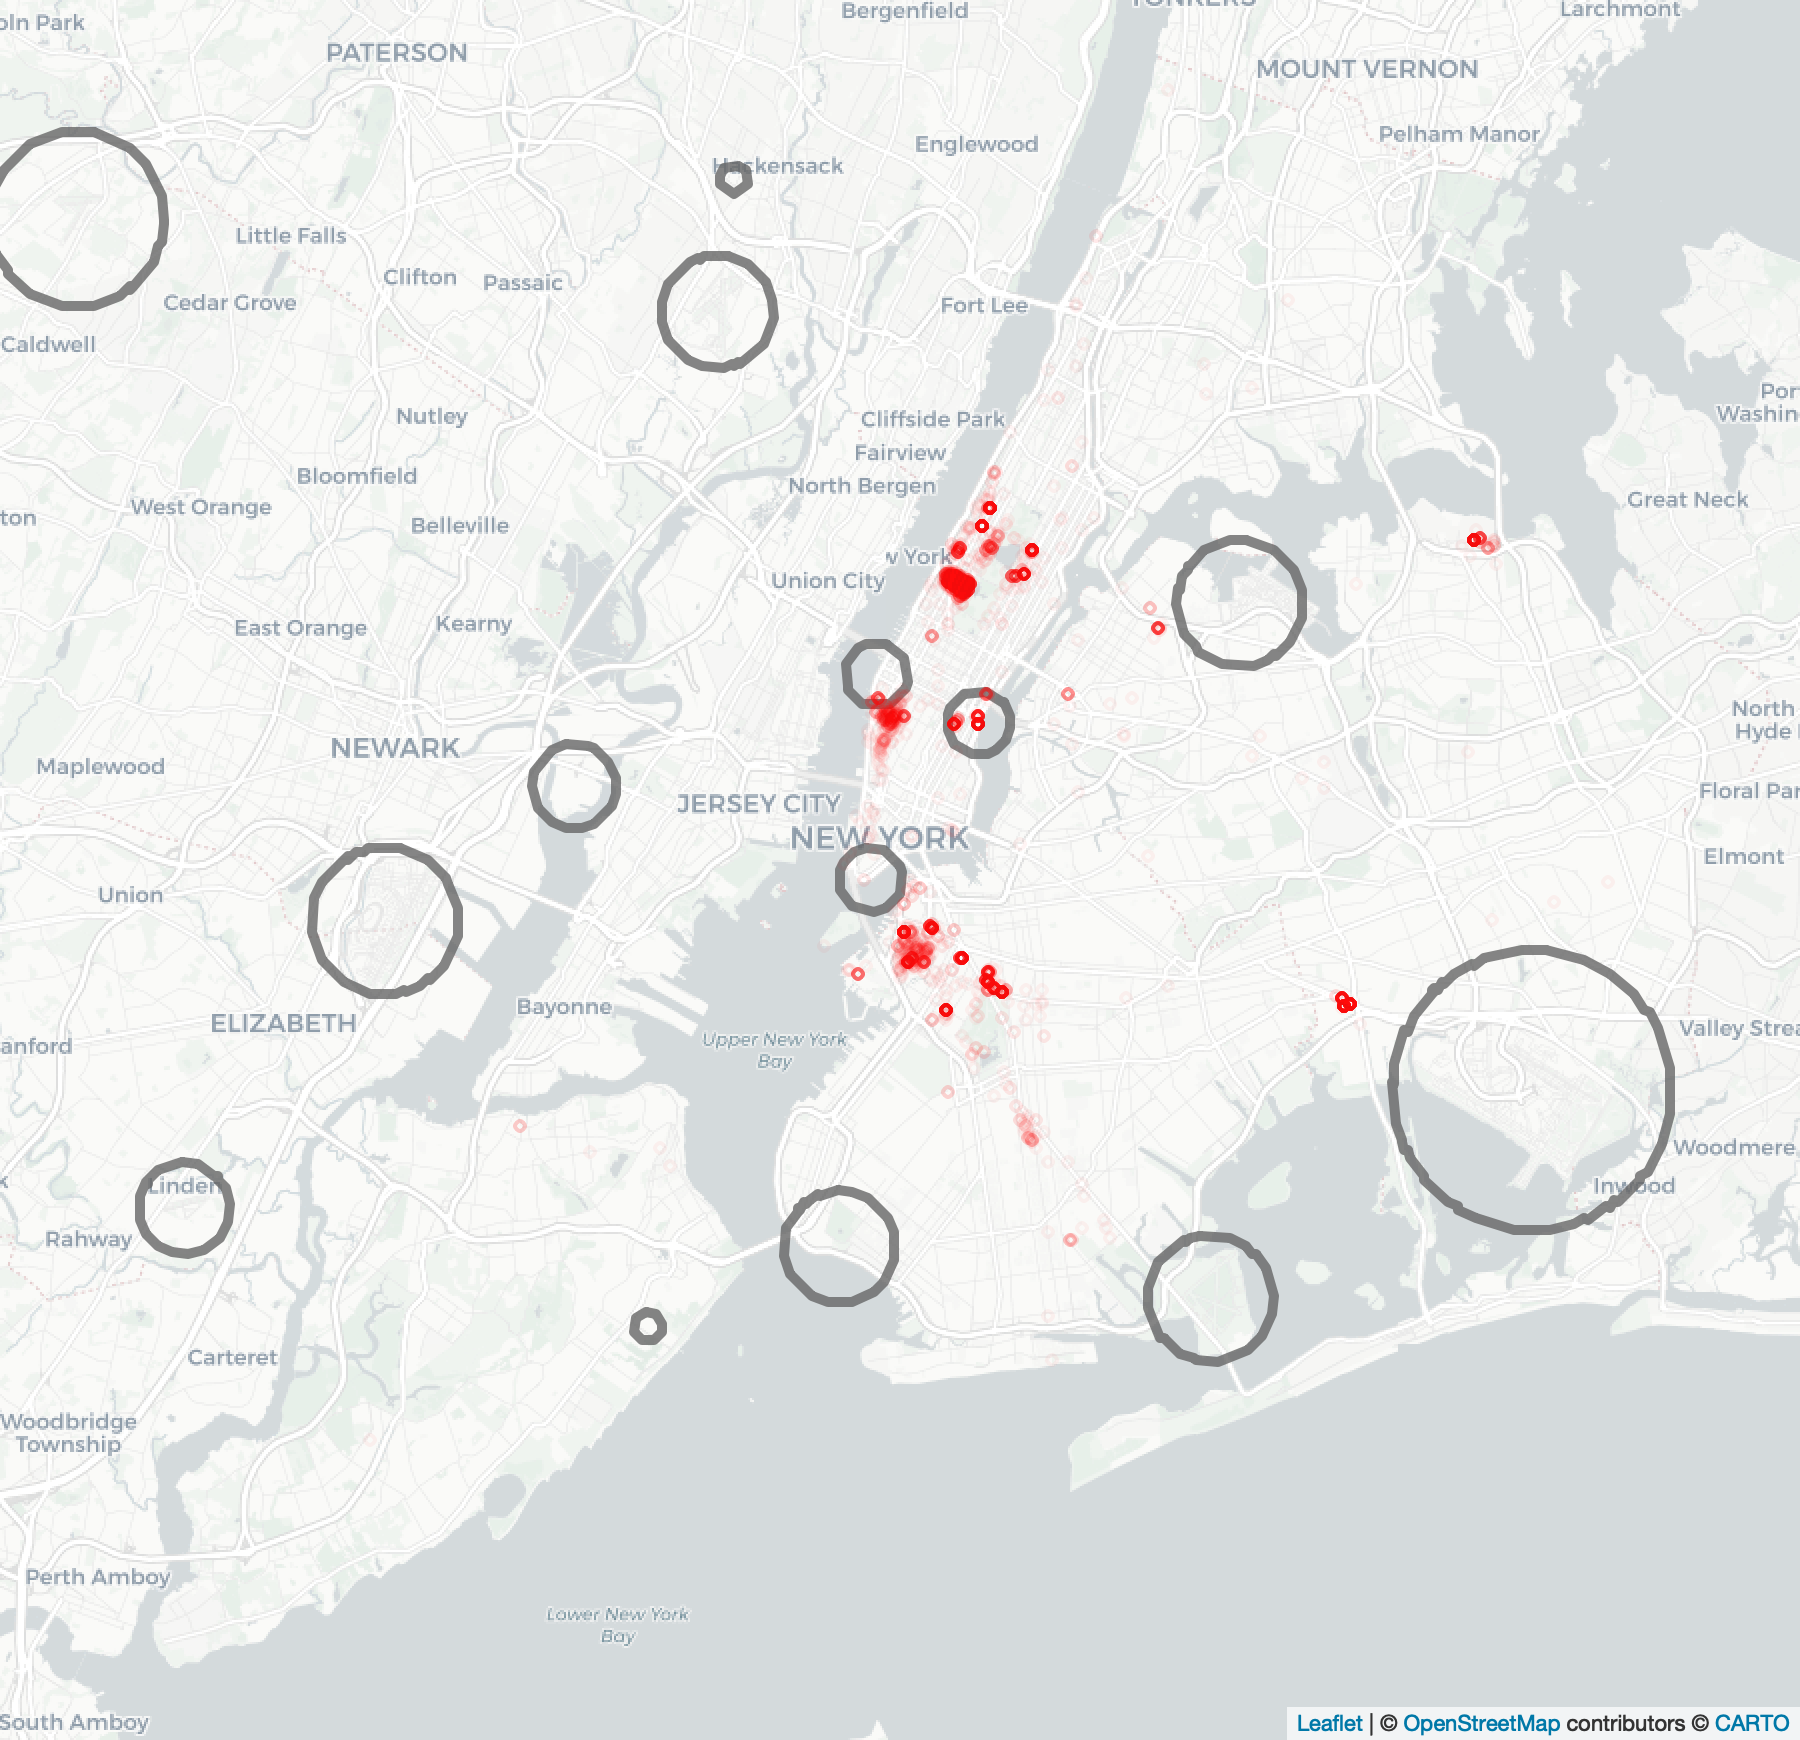 oln Park
Bergenfield
YONKERS
Larchmont
PATERSON
MOUNT VERNON
Pelham Manor
Englewood
Hackensack
Little Falls
Clifton
Passaic
Cedar Grove
Fort Lee
Caldwell
Por
Washin
Nutley
Cliffside Park
Fairview
Bloomfield
North Bergen
West Orange
Great Neck
ton
Belleville
w York
Union City
East Orange
Kearny
North
Hyde
NEWARK
Maplewood
JERSEY CITY
Floral Par
NEW YORK
Elmont
Union
Bayonne
ELIZABETH
Valley Strea
anford
Upper New York
Bay
Woodmere
Linden
Inwood
Rahway
Carteret
Woodbridge
Township
Perth Amboy
Lower New York
Bay
South Amboy
Leaflet | © OpenStreetMap contributors © CARTO